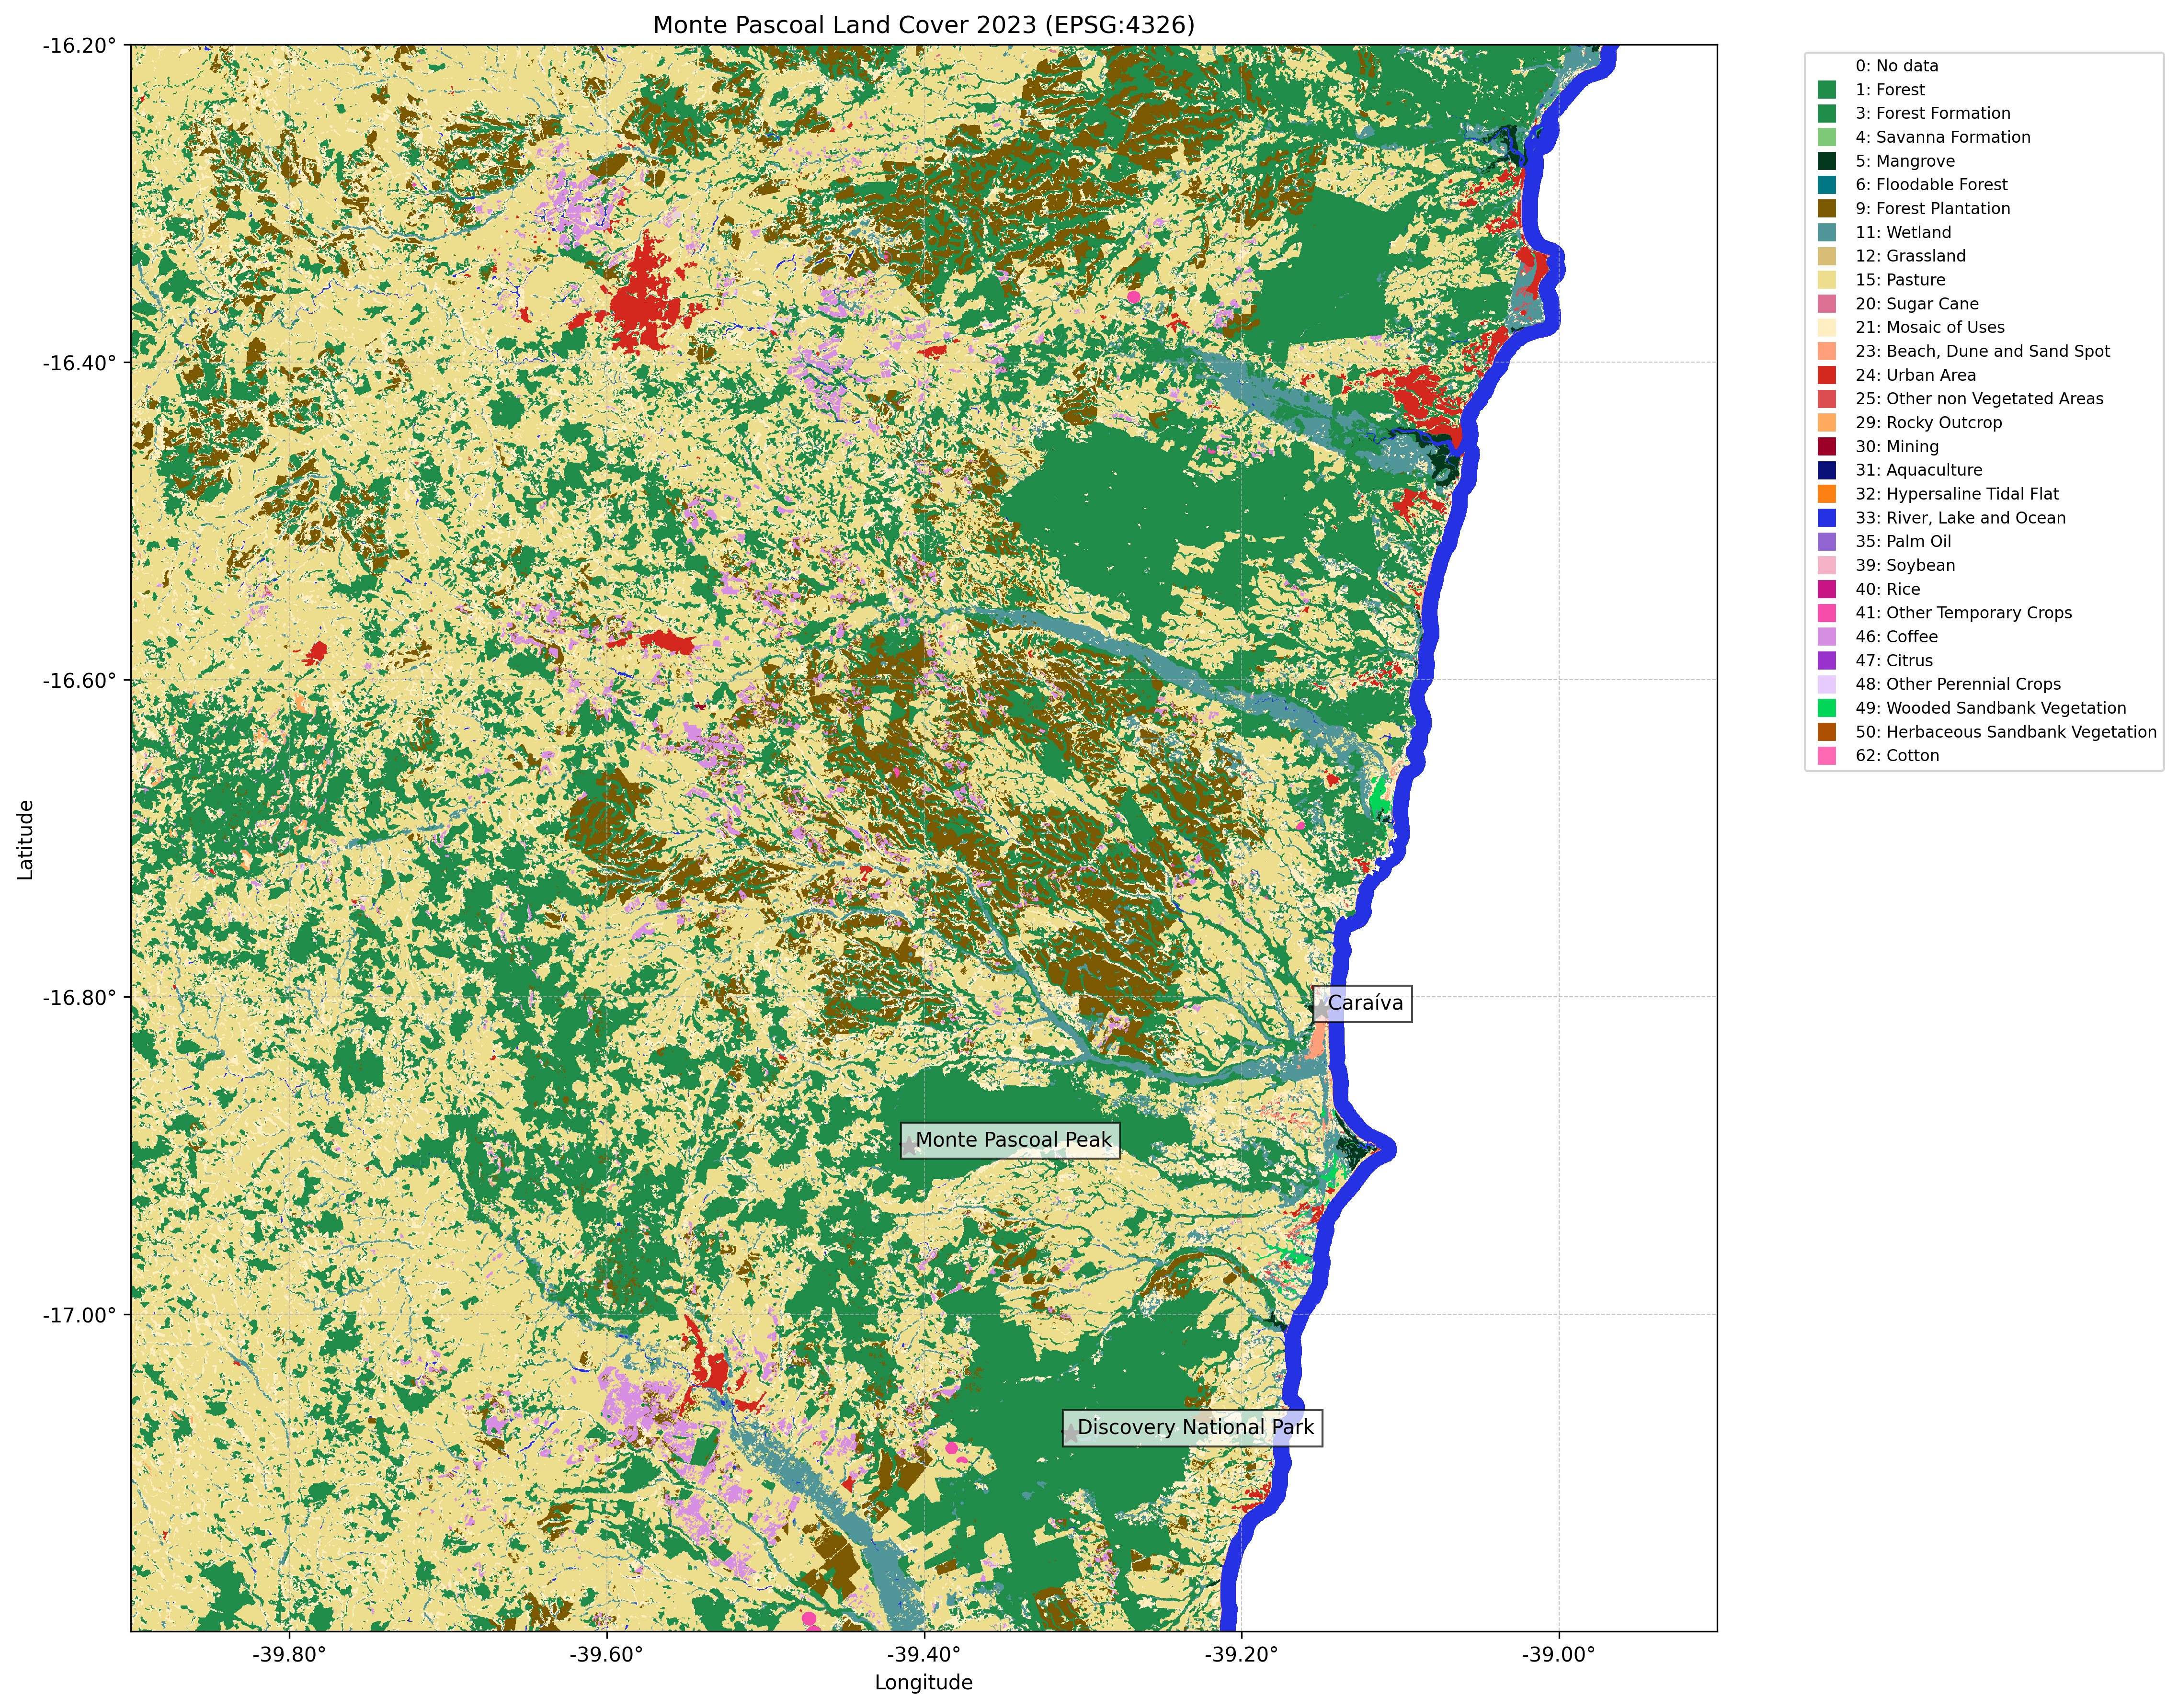 Monte Pascoal Land Cover 2023 (EPSG:4326)
-16.20°
-16.40°
-16.60°
-16.80°
-17.00°
Latitude
Caraíva
Monte Pascoal Peak
Discovery National Park
-39.80°
-39.60°
-39.40°
-39.20°
-39.00°
Longitude
0: No data
1: Forest
3: Forest Formation
4: Savanna Formation
5: Mangrove
6: Floodable Forest
9: Forest Plantation
11: Wetland
12: Grassland
15: Pasture
20: Sugar Cane
21: Mosaic of Uses
23: Beach, Dune and Sand Spot
24: Urban Area
25: Other non Vegetated Areas
29: Rocky Outcrop
30: Mining
31: Aquaculture
32: Hypersaline Tidal Flat
33: River, Lake and Ocean
35: Palm Oil
39: Soybean
40: Rice
41: Other Temporary Crops
46: Coffee
47: Citrus
48: Other Perennial Crops
49: Wooded Sandbank Vegetation
50: Herbaceous Sandbank Vegetation
62: Cotton